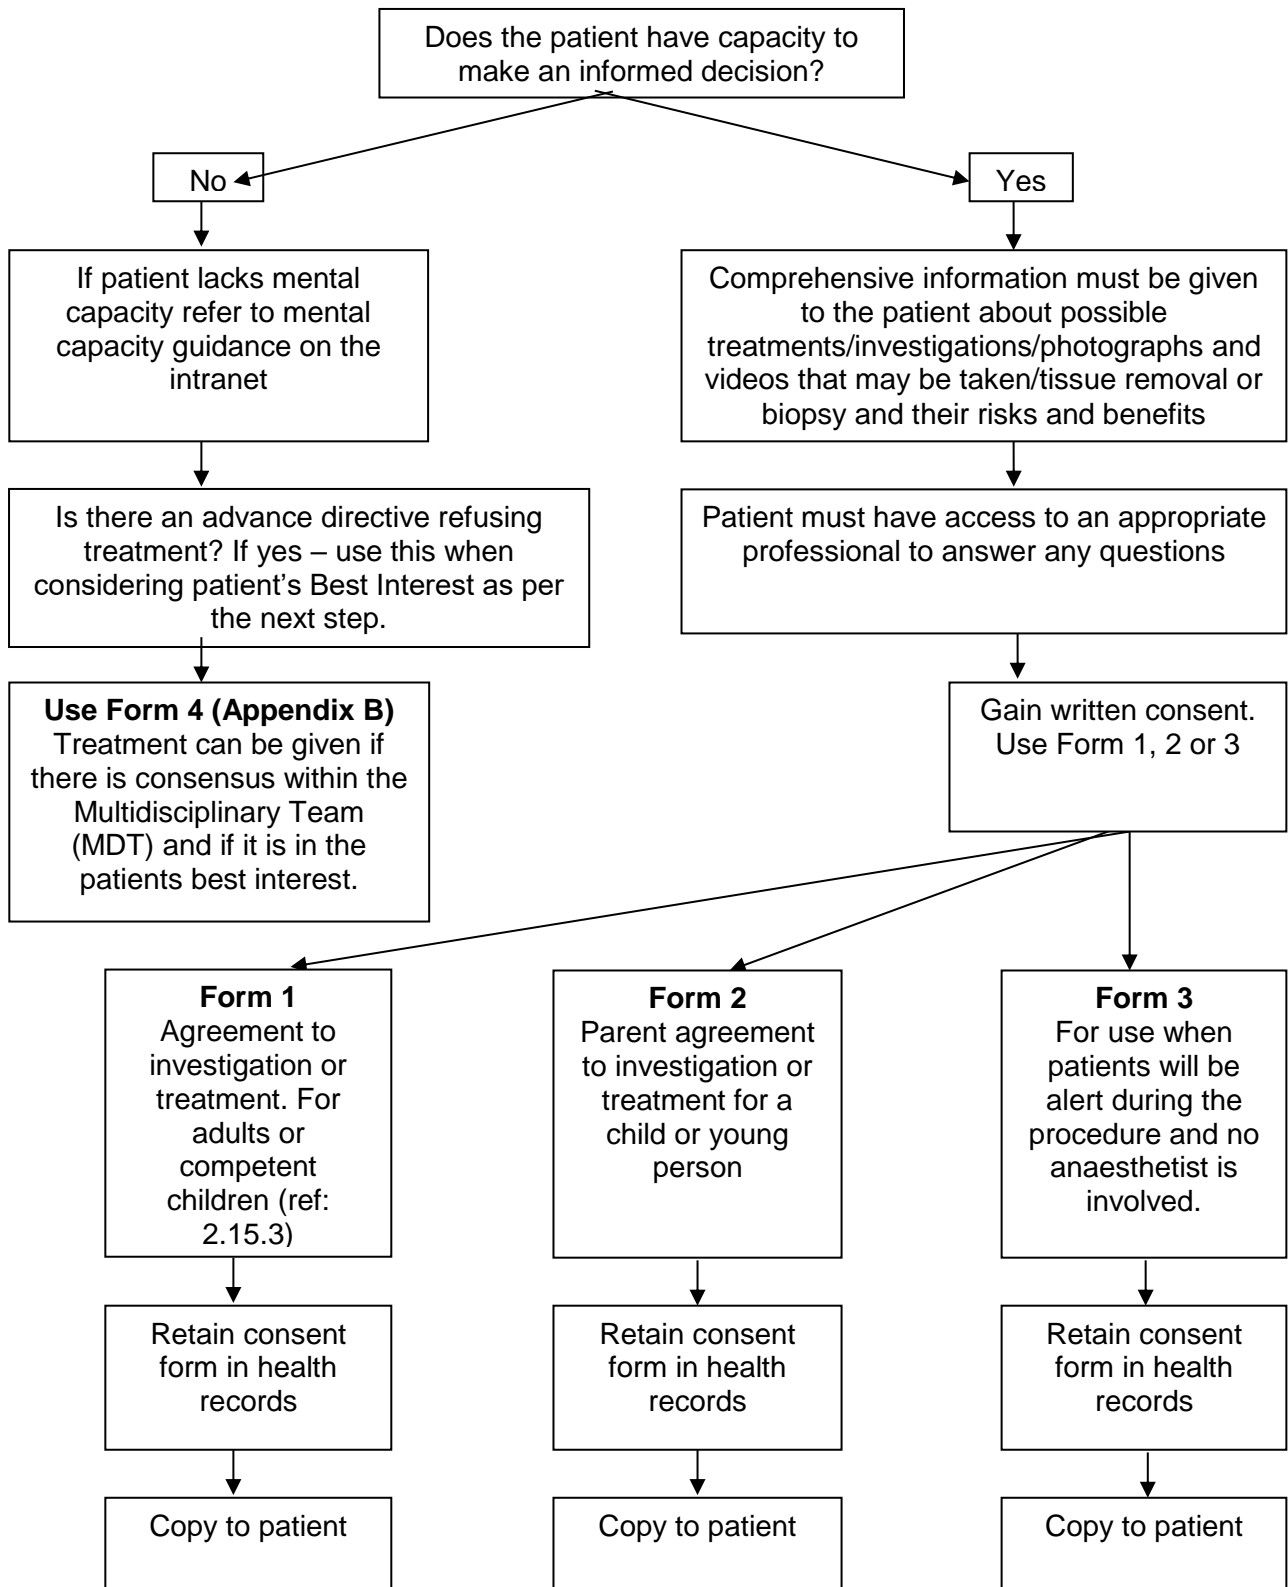 Does the patient have capacity to
make an informed decision?
No
Yes
If patient lacks mental
capacity refer to mental
capacity guidance on the
intranet
Comprehensive information must be given
to the patient about possible
treatments/investigations/photographs and
videos that may be taken/tissue removal or
biopsy and their risks and benefits
Is there an advance directive refusing
treatment? If yes – use this when
considering patient’s Best Interest as per
the next step.
Patient must have access to an appropriate
professional to answer any questions
Use Form 4 (Appendix B)
Treatment can be given if
there is consensus within the
Multidisciplinary Team
(MDT) and if it is in the
patients best interest.
Gain written consent.
Use Form 1, 2 or 3
Form 1
Agreement to
investigation or
treatment. For
adults or
competent
children (ref:
2.15.3)
Form 2
Parent agreement
to investigation or
treatment for a
child or young
person
Form 3
For use when
patients will be
alert during the
procedure and no
anaesthetist is
involved.
Retain consent
form in health
records
Retain consent
form in health
records
Retain consent
form in health
records
Copy to patient
Copy to patient
Copy to patient